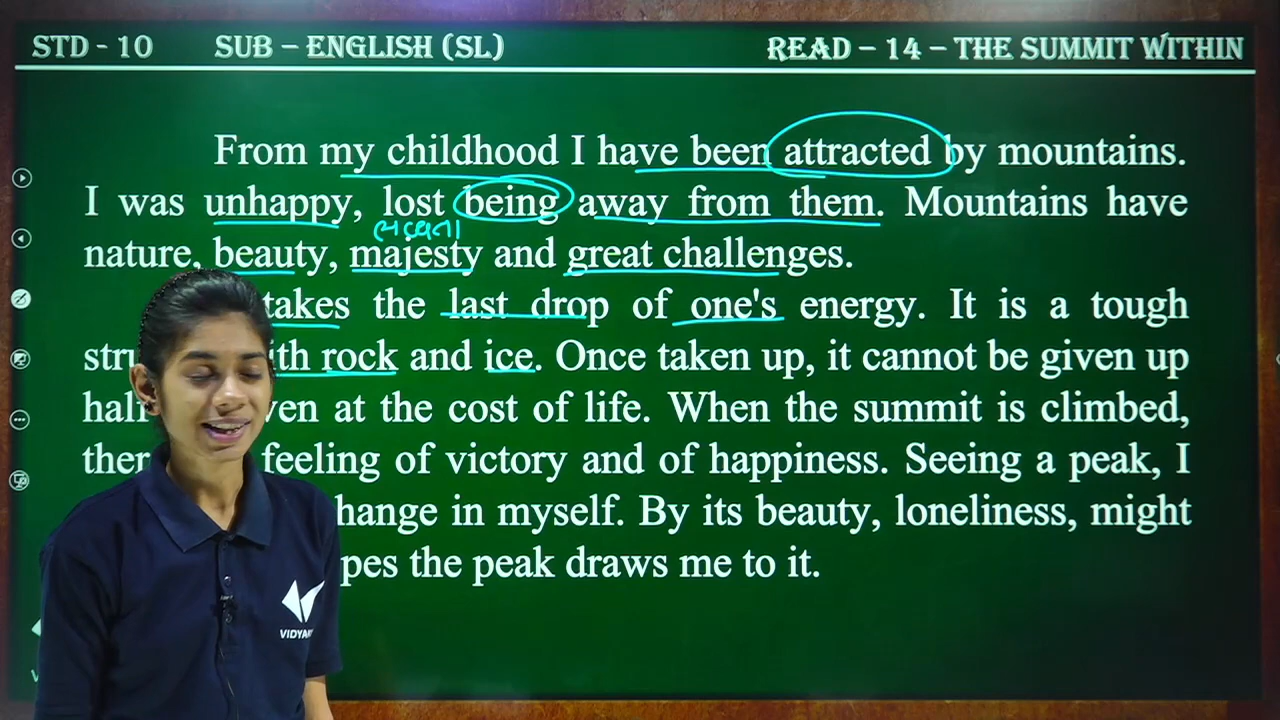 STD - 10 SUB – ENGLISH (SL) READ – 14 – THE SUMMIT WITHIN
From my childhood I have been attracted by mountains.
I was unhappy, lost being away from them. Mountains have
nature, beauty, majesty and great challenges.
takes the last drop of one's energy. It is a tough
rock and ice. Once taken up, it cannot be given up
at the cost of life. When the summit is climbed,
feeling of victory and of happiness. Seeing a peak, I
in myself. By its beauty, loneliness, might
the peak draws me to it.